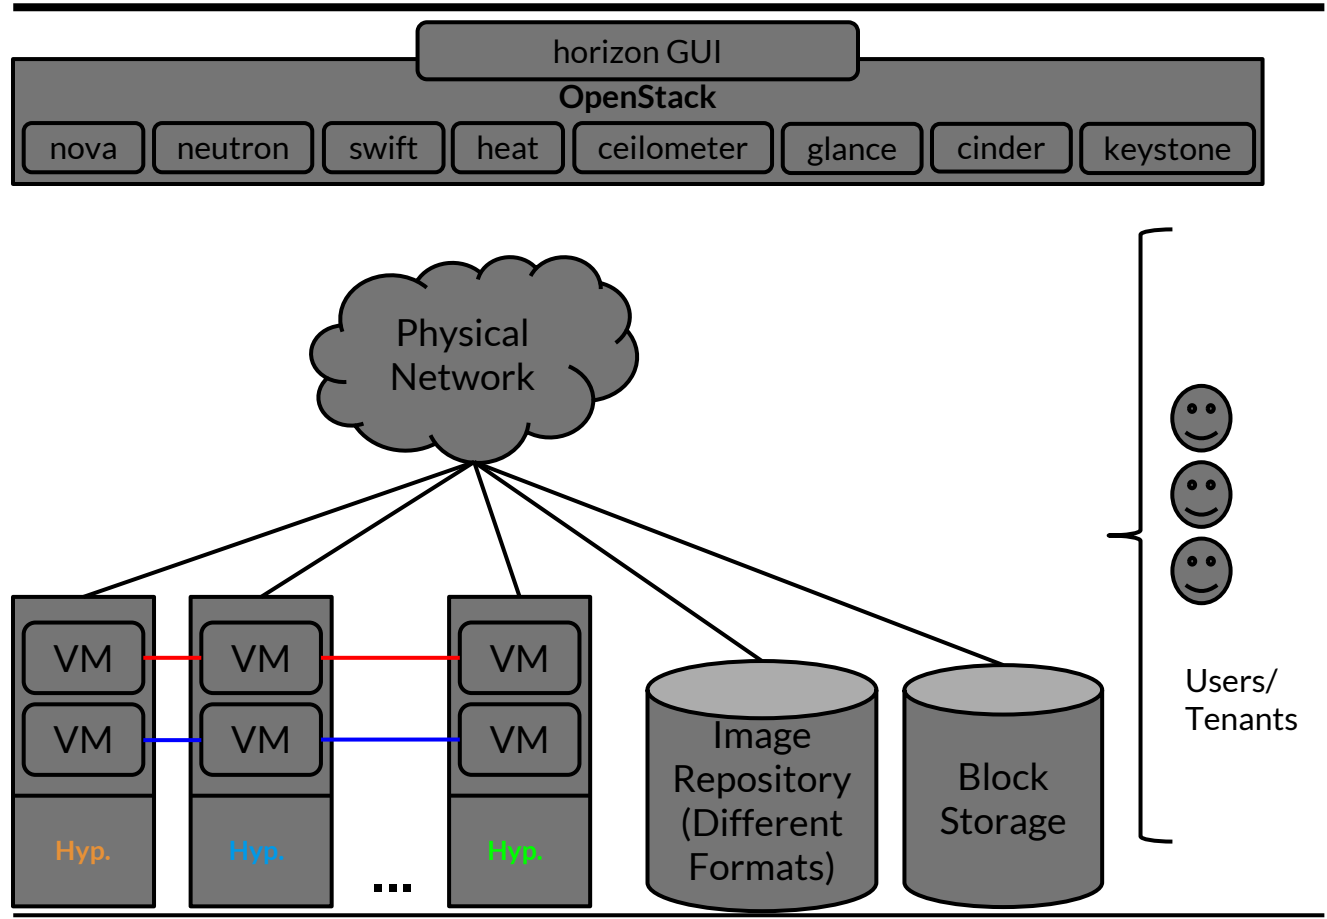 horizon GUI
OpenStack
nova neutron swift heat ceilometer glance cinder keystone
Physical
Network
VM VM VM
VM VM VM
Hyp. Hyp. ... Hyp.
Image
Repository
(Different
Formats)
Block
Storage
Users/
Tenants